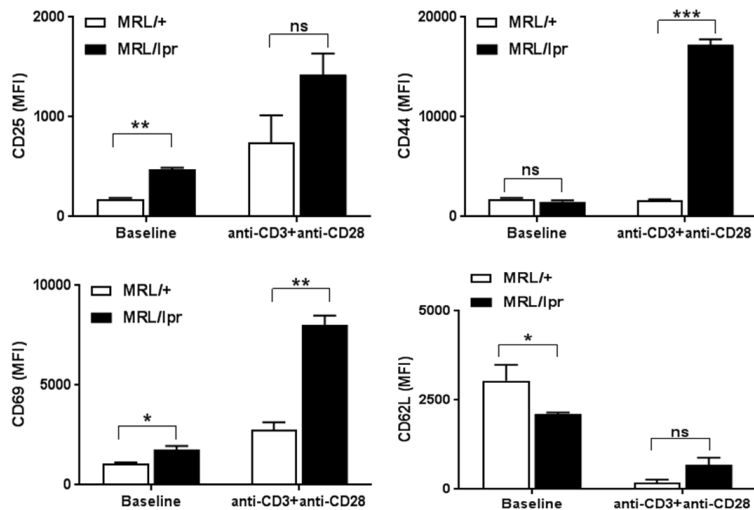 MRL/+
MRL/lpr
CD25 (MFI)
2000
1000
0
**
ns
Baseline
anti-CD3+anti-CD28
MRL/+
MRL/lpr
CD44 (MFI)
20000
10000
0
ns
***
Baseline
anti-CD3+anti-CD28
MRL/+
MRL/lpr
CD69 (MFI)
10000
5000
0
*
**
Baseline
anti-CD3+anti-CD28
MRL/+
MRL/lpr
CD62L (MFI)
5000
2500
0
*
ns
Baseline
anti-CD3+anti-CD28